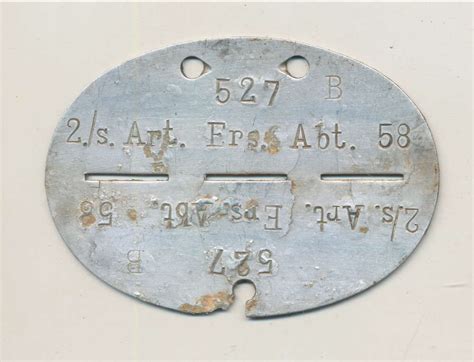 527 B
2./s. Art. Ers. Abt. 58
2./s. Art. Ers. Abt. 58
527 B